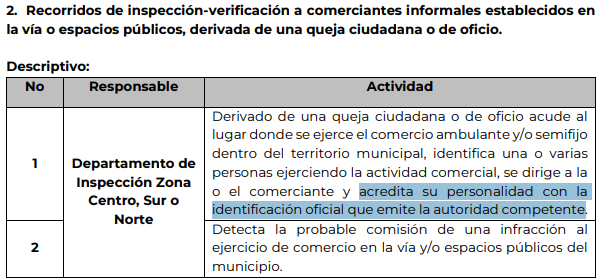 2. Recorridos de inspección-verificación a comerciantes informales establecidos en
la vía o espacios públicos, derivada de una queja ciudadana o de oficio.
Descriptivo:
No Responsable Actividad
1
Departamento de
Inspección Zona
Centro, Sur o
Norte
Derivado de una queja ciudadana o de oficio acude al
lugar donde se ejerce el comercio ambulante y/o semifijo
dentro del territorio municipal, identifica una o varias
personas ejerciendo la actividad comercial, se dirige a la
o el comerciante y acredita su personalidad con la
identificación oficial que emite la autoridad competente.
2
Detecta la probable comisión de una infracción al
ejercicio de comercio en la vía y/o espacios públicos del
municipio.